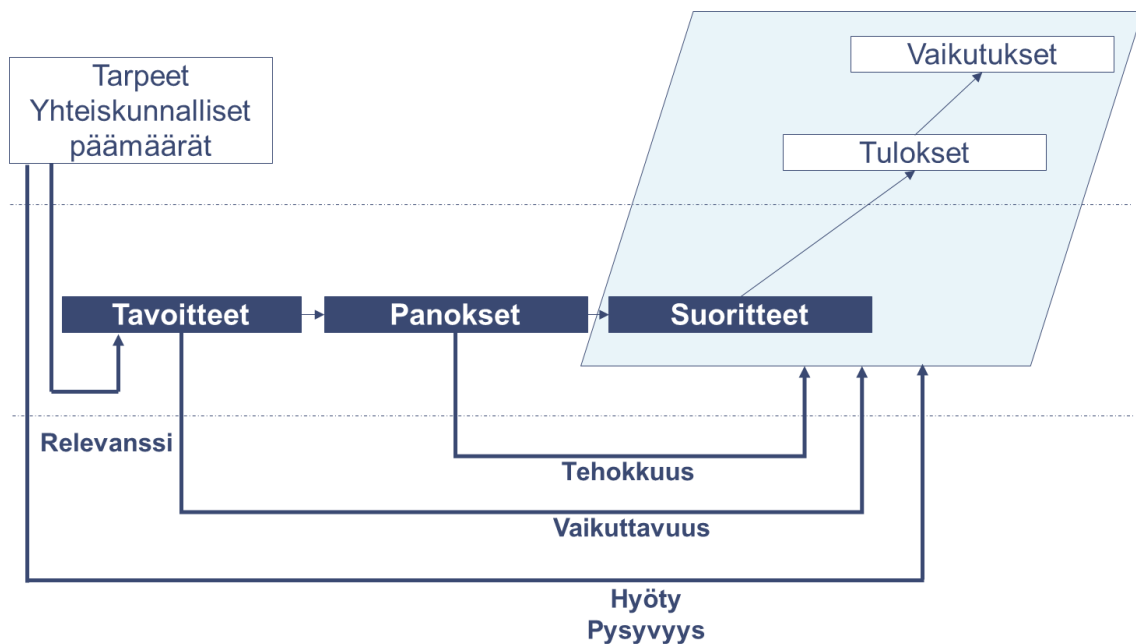 Vaikutukset
Tarpeet
Yhteiskunnalliset
päämäärät
Tulokset
Tavoitteet
Panokset
Suoritteet
Relevanssi
Tehokkuus
Vaikuttavuus
Hyöty
Pysyvyys